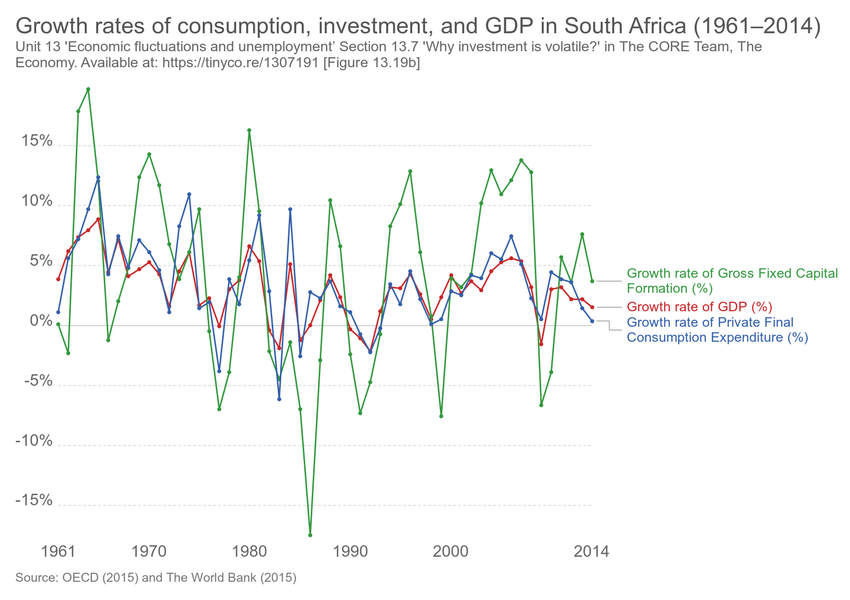 Growth rates of consumption, investment, and GDP in South Africa (1961–2014)
Unit 13 'Economic fluctuations and unemployment' Section 13.7 'Why investment is volatile?' in The CORE Team, The
Economy. Available at: https://tinyco.re/1307191 [Figure 13.19b]
15%
10%
5%
0%
-5%
-10%
-15%
Growth rate of Gross Fixed Capital
Formation (%)
Growth rate of GDP (%)
Growth rate of Private Final
Consumption Expenditure (%)
1961
1970
1980
1990
2000
2014
Source: OECD (2015) and The World Bank (2015)